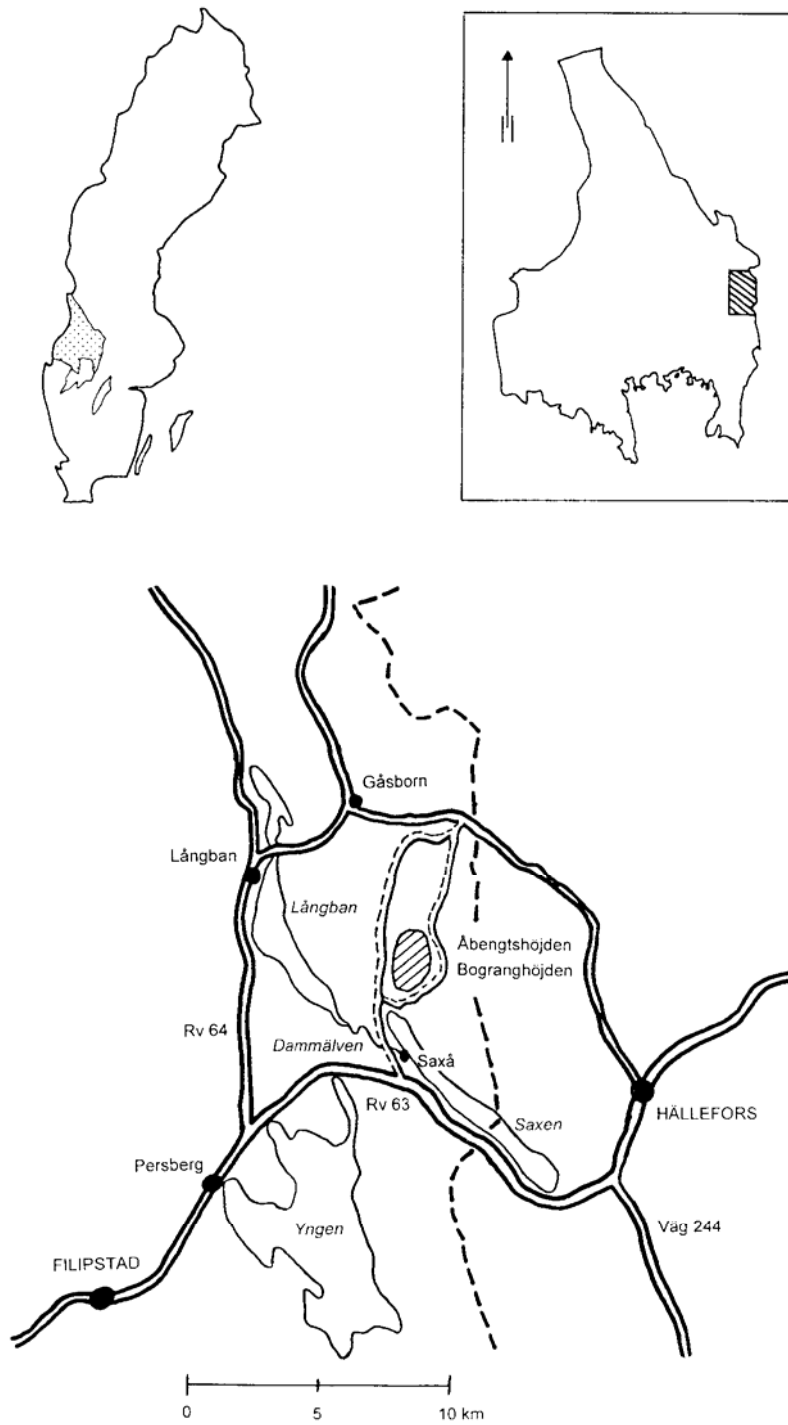 Gåsborn
Långban
Långban
Åbengtshöjden
Bogranghöjden
Rv 64
Dammälven
Saxå
Rv 63
HÄLLEFORS
Saxen
Persberg
Yngen
Väg 244
FILIPSTAD
0 5 10 km